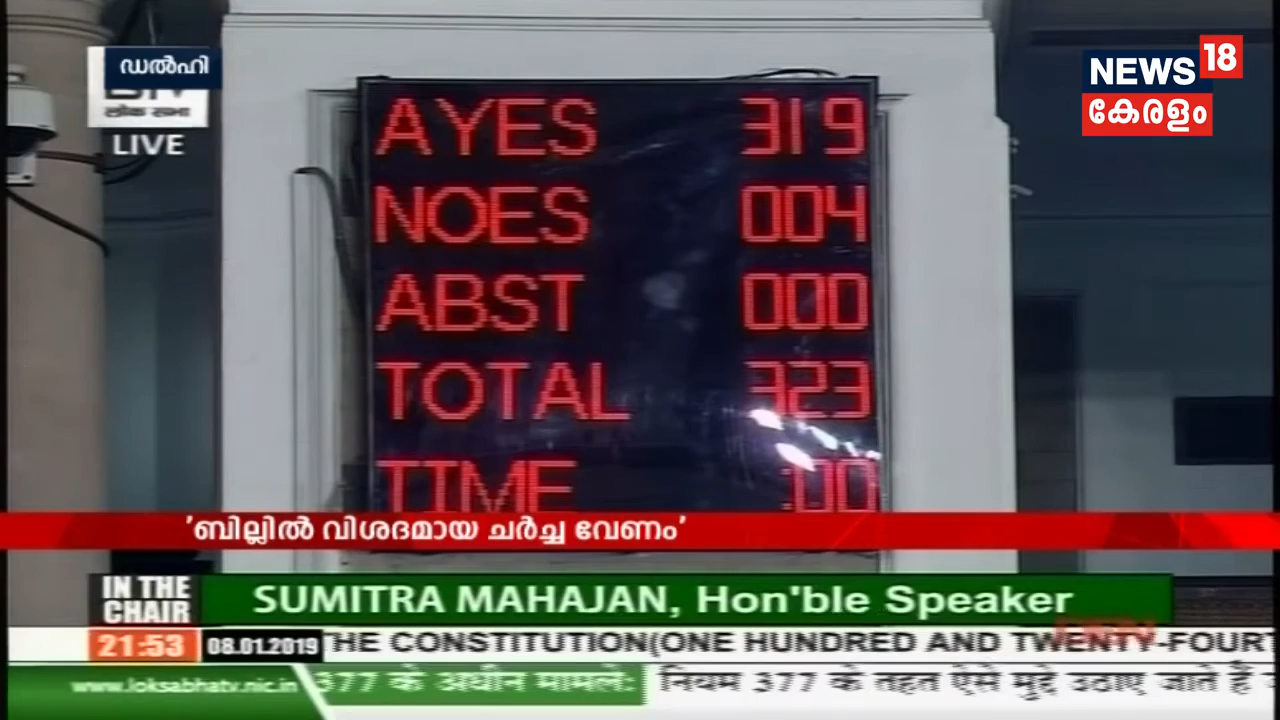 ഡൽഹി
लोक सभा
LIVE
NEWS 18
കേരളം
AYES 319
NOES 004
ABST 000
TOTAL 323
TIME :00
'ബില്ലിൽ വിശദമായ ചർച്ച വേണം'
IN THE CHAIR
SUMITRA MAHAJAN, Hon'ble Speaker
21:53 08.01.2019 THE CONSTITUTION(ONE HUNDRED AND TWENTY-FOURT
www.loksabhatv.nic.in 377 के अधीन मामले: नियम 377 के तहत ऐसे मुद्दे उठाए जाते हैं